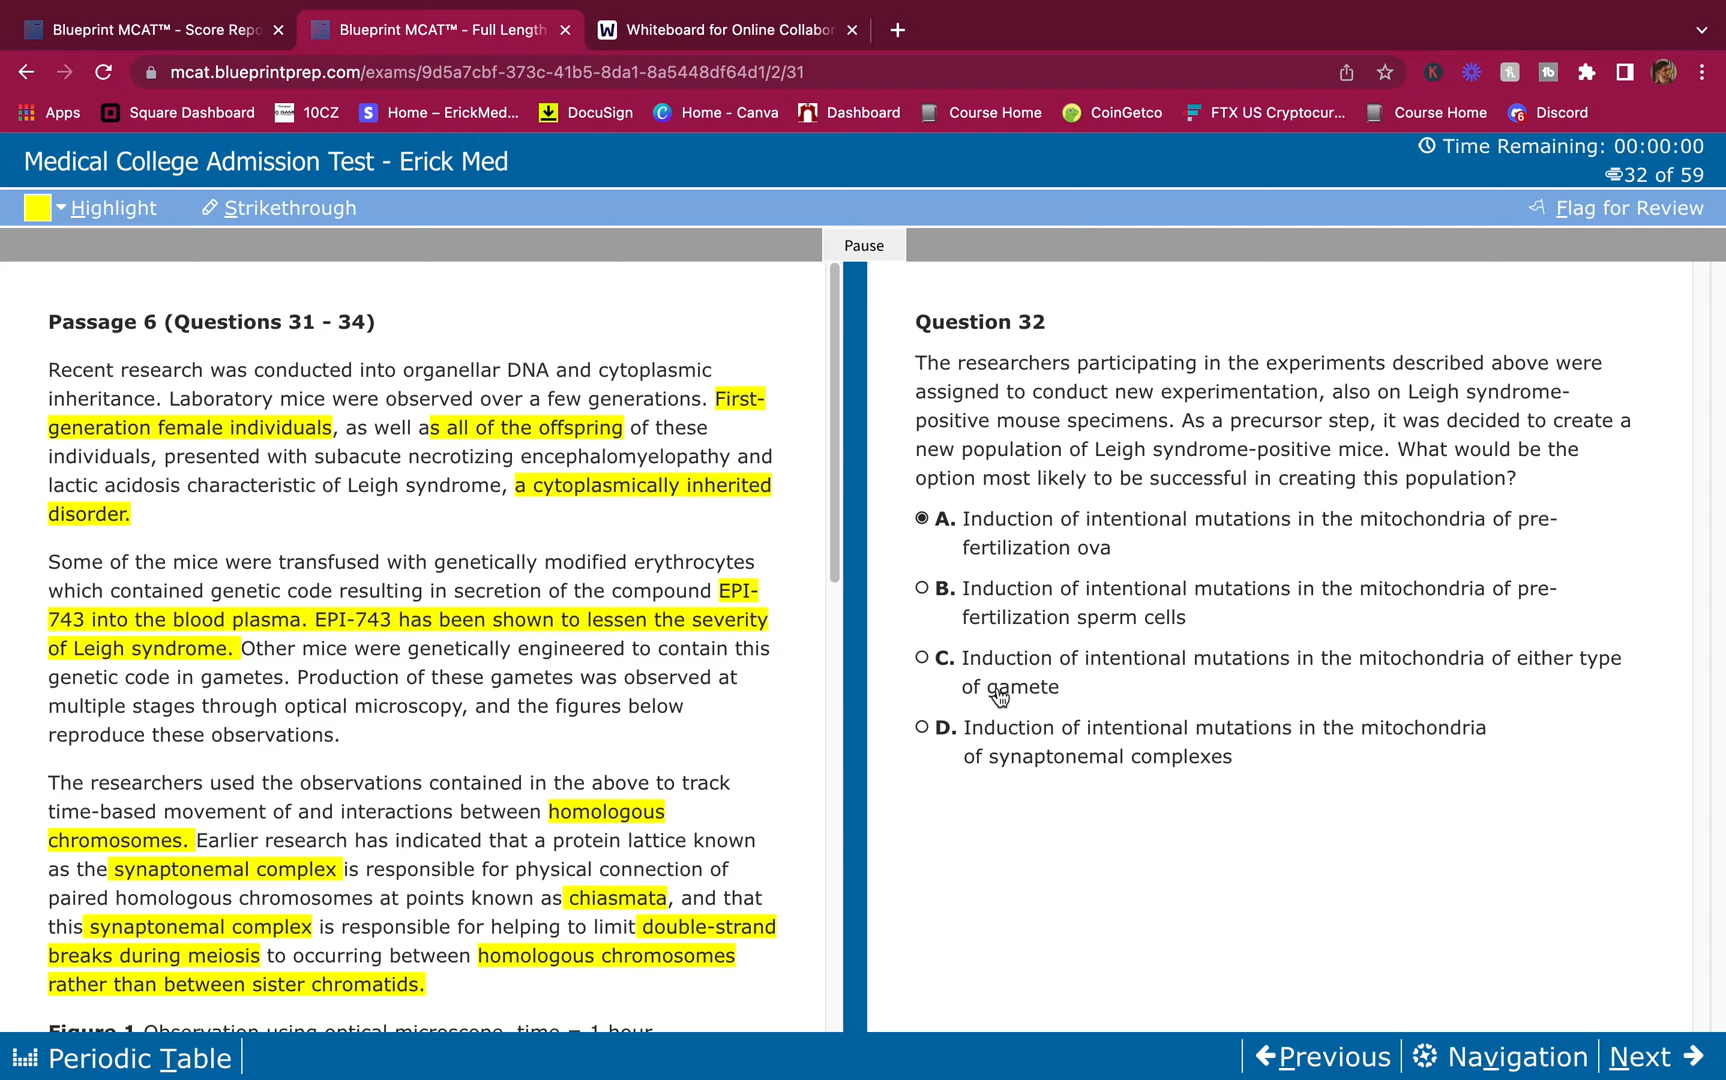 Blueprint MCAT™ - Score Repo
Blueprint MCAT™ - Full Length
Whiteboard for Online Collabor
mcat.blueprintprep.com/exams/9d5a7cbf-373c-41b5-8da1-8a5448df64d1/2/31
Apps Square Dashboard 10CZ Home – ErickMed... DocuSign Home - Canva Dashboard Course Home CoinGetco FTX US Cryptocur... Course Home Discord
Medical College Admission Test - Erick Med
Time Remaining: 00:00:00
32 of 59
Highlight Strikethrough Flag for Review
Pause
Passage 6 (Questions 31 - 34)
Recent research was conducted into organellar DNA and cytoplasmic
inheritance. Laboratory mice were observed over a few generations. First-
generation female individuals, as well as all of the offspring of these
individuals, presented with subacute necrotizing encephalomyelopathy and
lactic acidosis characteristic of Leigh syndrome, a cytoplasmically inherited
disorder.
Some of the mice were transfused with genetically modified erythrocytes
which contained genetic code resulting in secretion of the compound EPI-
743 into the blood plasma. EPI-743 has been shown to lessen the severity
of Leigh syndrome. Other mice were genetically engineered to contain this
genetic code in gametes. Production of these gametes was observed at
multiple stages through optical microscopy, and the figures below
reproduce these observations.
The researchers used the observations contained in the above to track
time-based movement of and interactions between homologous
chromosomes. Earlier research has indicated that a protein lattice known
as the synaptonemal complex is responsible for physical connection of
paired homologous chromosomes at points known as chiasmata, and that
this synaptonemal complex is responsible for helping to limit double-strand
breaks during meiosis to occurring between homologous chromosomes
rather than between sister chromatids.
Figure 1 Observation using optical microscope, time = 1 hour
Question 32
The researchers participating in the experiments described above were
assigned to conduct new experimentation, also on Leigh syndrome-
positive mouse specimens. As a precursor step, it was decided to create a
new population of Leigh syndrome-positive mice. What would be the
option most likely to be successful in creating this population?
A. Induction of intentional mutations in the mitochondria of pre-
fertilization ova
B. Induction of intentional mutations in the mitochondria of pre-
fertilization sperm cells
C. Induction of intentional mutations in the mitochondria of either type
of gamete
D. Induction of intentional mutations in the mitochondria
of synaptonemal complexes
Periodic Table Previous Navigation Next